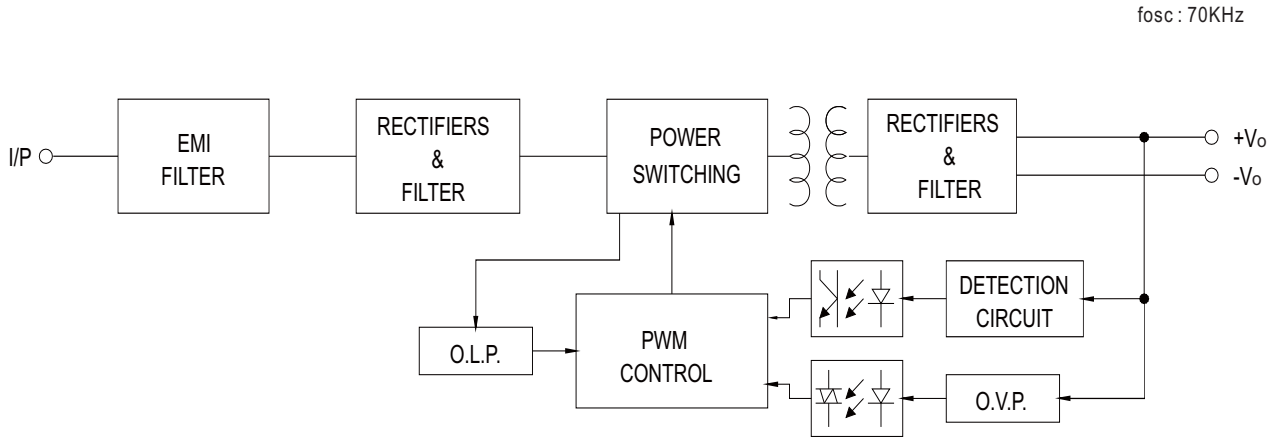 fosc : 70KHz
I/P
EMI
FILTER
RECTIFIERS
&
FILTER
POWER
SWITCHING
RECTIFIERS
&
FILTER
+Vo
-Vo
O.L.P.
PWM
CONTROL
DETECTION
CIRCUIT
O.V.P.